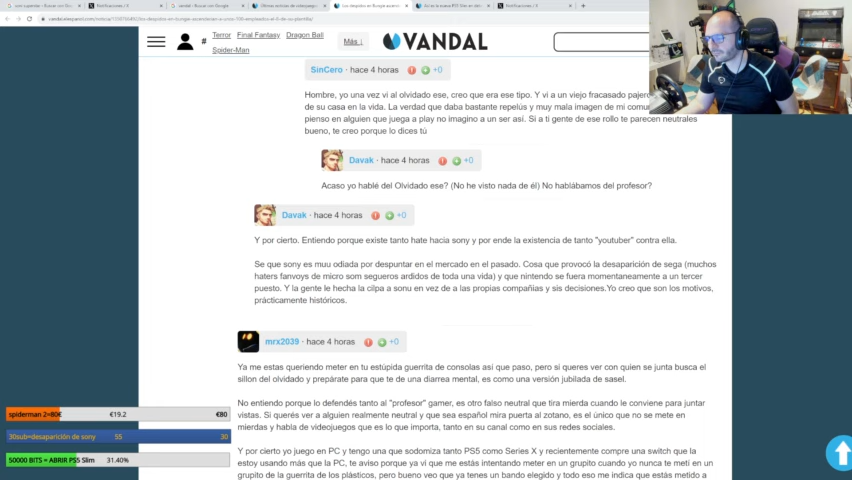 Últimas noticias de videojuegos
Los despidos en Bungie ascenderían
Notificaciones / X
vandal.elespanol.com/noticia/
Terror
Final Fantasy
Dragon Ball
#
Spider-Man
Más ↓
VANDAL
SinCero · hace 4 horas +0
Hombre, yo una vez vi al olvidado ese, creo que era ese tipo. Y vi a un viejo fracasado
de su casa en la vida. La verdad que daba bastante repelús y muy mala imagen de mi
pienso en alguien que juega a play no imagino a un ser así. Si a ti gente de ese rollo te parecen neutrales
bueno, te creo porque lo dices tú
Davak · hace 4 horas +0
Acaso yo hablé del Olvidado ese? (No he visto nada de él) No hablábamos del profesor?
Davak · hace 4 horas +0
Y por cierto. Entiendo porque existe tanto hate hacia sony y por ende la existencia de tanto "youtuber" contra ella.
Se que sony es muu odiada por despuntar en el mercado en el pasado. Cosa que provocó la desaparición de sega (muchos
haters fanvoys de micro som segueros ardidos de toda una vida) y que nintendo se fuera momentaneamente a un tercer
puesto. Y la gente le hecha la cilpa a sonu en vez de a las propias compañias y sis decisiones.Yo creo que son los motivos,
prácticamente históricos.
mrx2039 · hace 4 horas +0
Ya me estas queriendo meter en tu estúpida guerrita de consolas así que paso, pero si queres ver con quien se junta busca el
sillon del olvidado y prepárate para que te de una diarrea mental, es como una versión jubilada de sasel.
No entiendo porque lo defendés tanto al "profesor" gamer, es otro falso neutral que tira mierda cuando le conviene para juntar
vistas. Si querés ver a alguien realmente neutral y que sea español mira puerta al zotano, es el único que no se mete en
mierdas y habla de videojuegos que es lo que importa, tanto en su canal como en sus redes sociales.
Y por cierto yo juego en PC y tengo una que sodomiza tanto PS5 como Series X y recientemente compre una switch que la
estoy usando más que la PC, te aviso porque ya ví que me estás intentando meter en un grupito cuando yo nunca te metí en un
grupito de la guerrita de los plásticos, pero bueno veo que ya tenes un bando elegido y todo eso me indica que estás metido a
spiderman 2=80€ €19.2 €80
30sub=desaparición de sony 55 30
50000 BITS = ABRIR PS5 Slim 31.40%